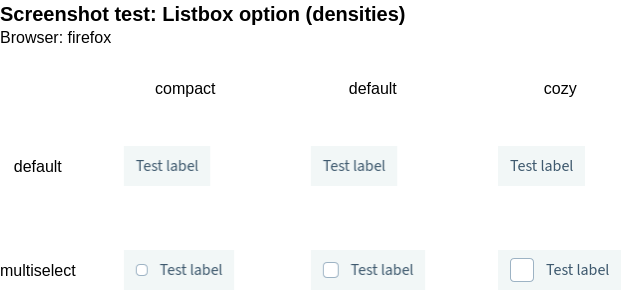 Screenshot test: Listbox option (densities)
Browser: firefox
compact default cozy
default Test label Test label Test label
multiselect Test label Test label Test label